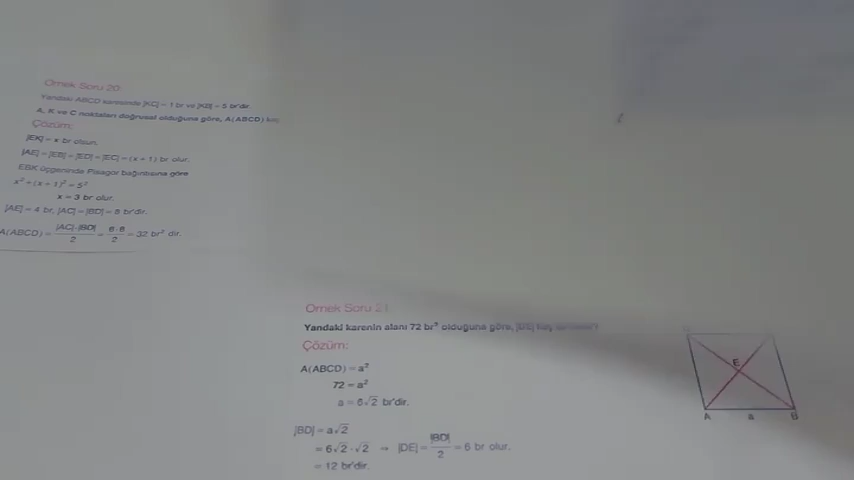 Örnek Soru 20:
Yandaki ABCD karesinde |KC| = 1 br ve |KB| = 5 br'dir.
A, K ve C noktaları doğrusal olduğuna göre, A(ABCD)
Çözüm:
|EK| = x br olsun.
|AE| = |EB| = |ED| = |EC| = (x + 1) br olur.
EBK üçgeninde Pisagor bağıntısına göre
x² + (x + 1)² = 5²
x = 3 br olur.
|AE| = 4 br, |AC| = |BD| = 8 br'dir.
A(ABCD) = |AC|·|BD| / 2 = 8·8 / 2 = 32 br² dir.
Örnek Soru 21
Yandaki karenin alanı 72 br² olduğuna göre, |DE|
Çözüm:
A(ABCD) = a²
72 = a²
a = 6√2 br'dir.
|BD| = a√2
= 6√2 · √2 ⇒ |DE| = |BD| / 2 = 6 br olur.
= 12 br'dir.
E
A a B